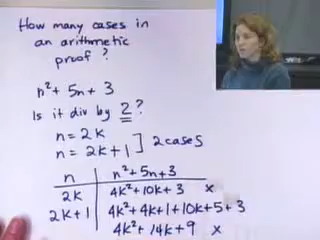 How many cases in
an arithmetic
proof?
n² + 5n + 3
Is it div by 2?
n = 2k
n = 2k+1 ] 2 cases
n | n² + 5n + 3
2k | 4k² + 10k + 3 x
2k+1 | 4k² + 4k + 1 + 10k + 5 + 3
4k² + 14k + 9 x